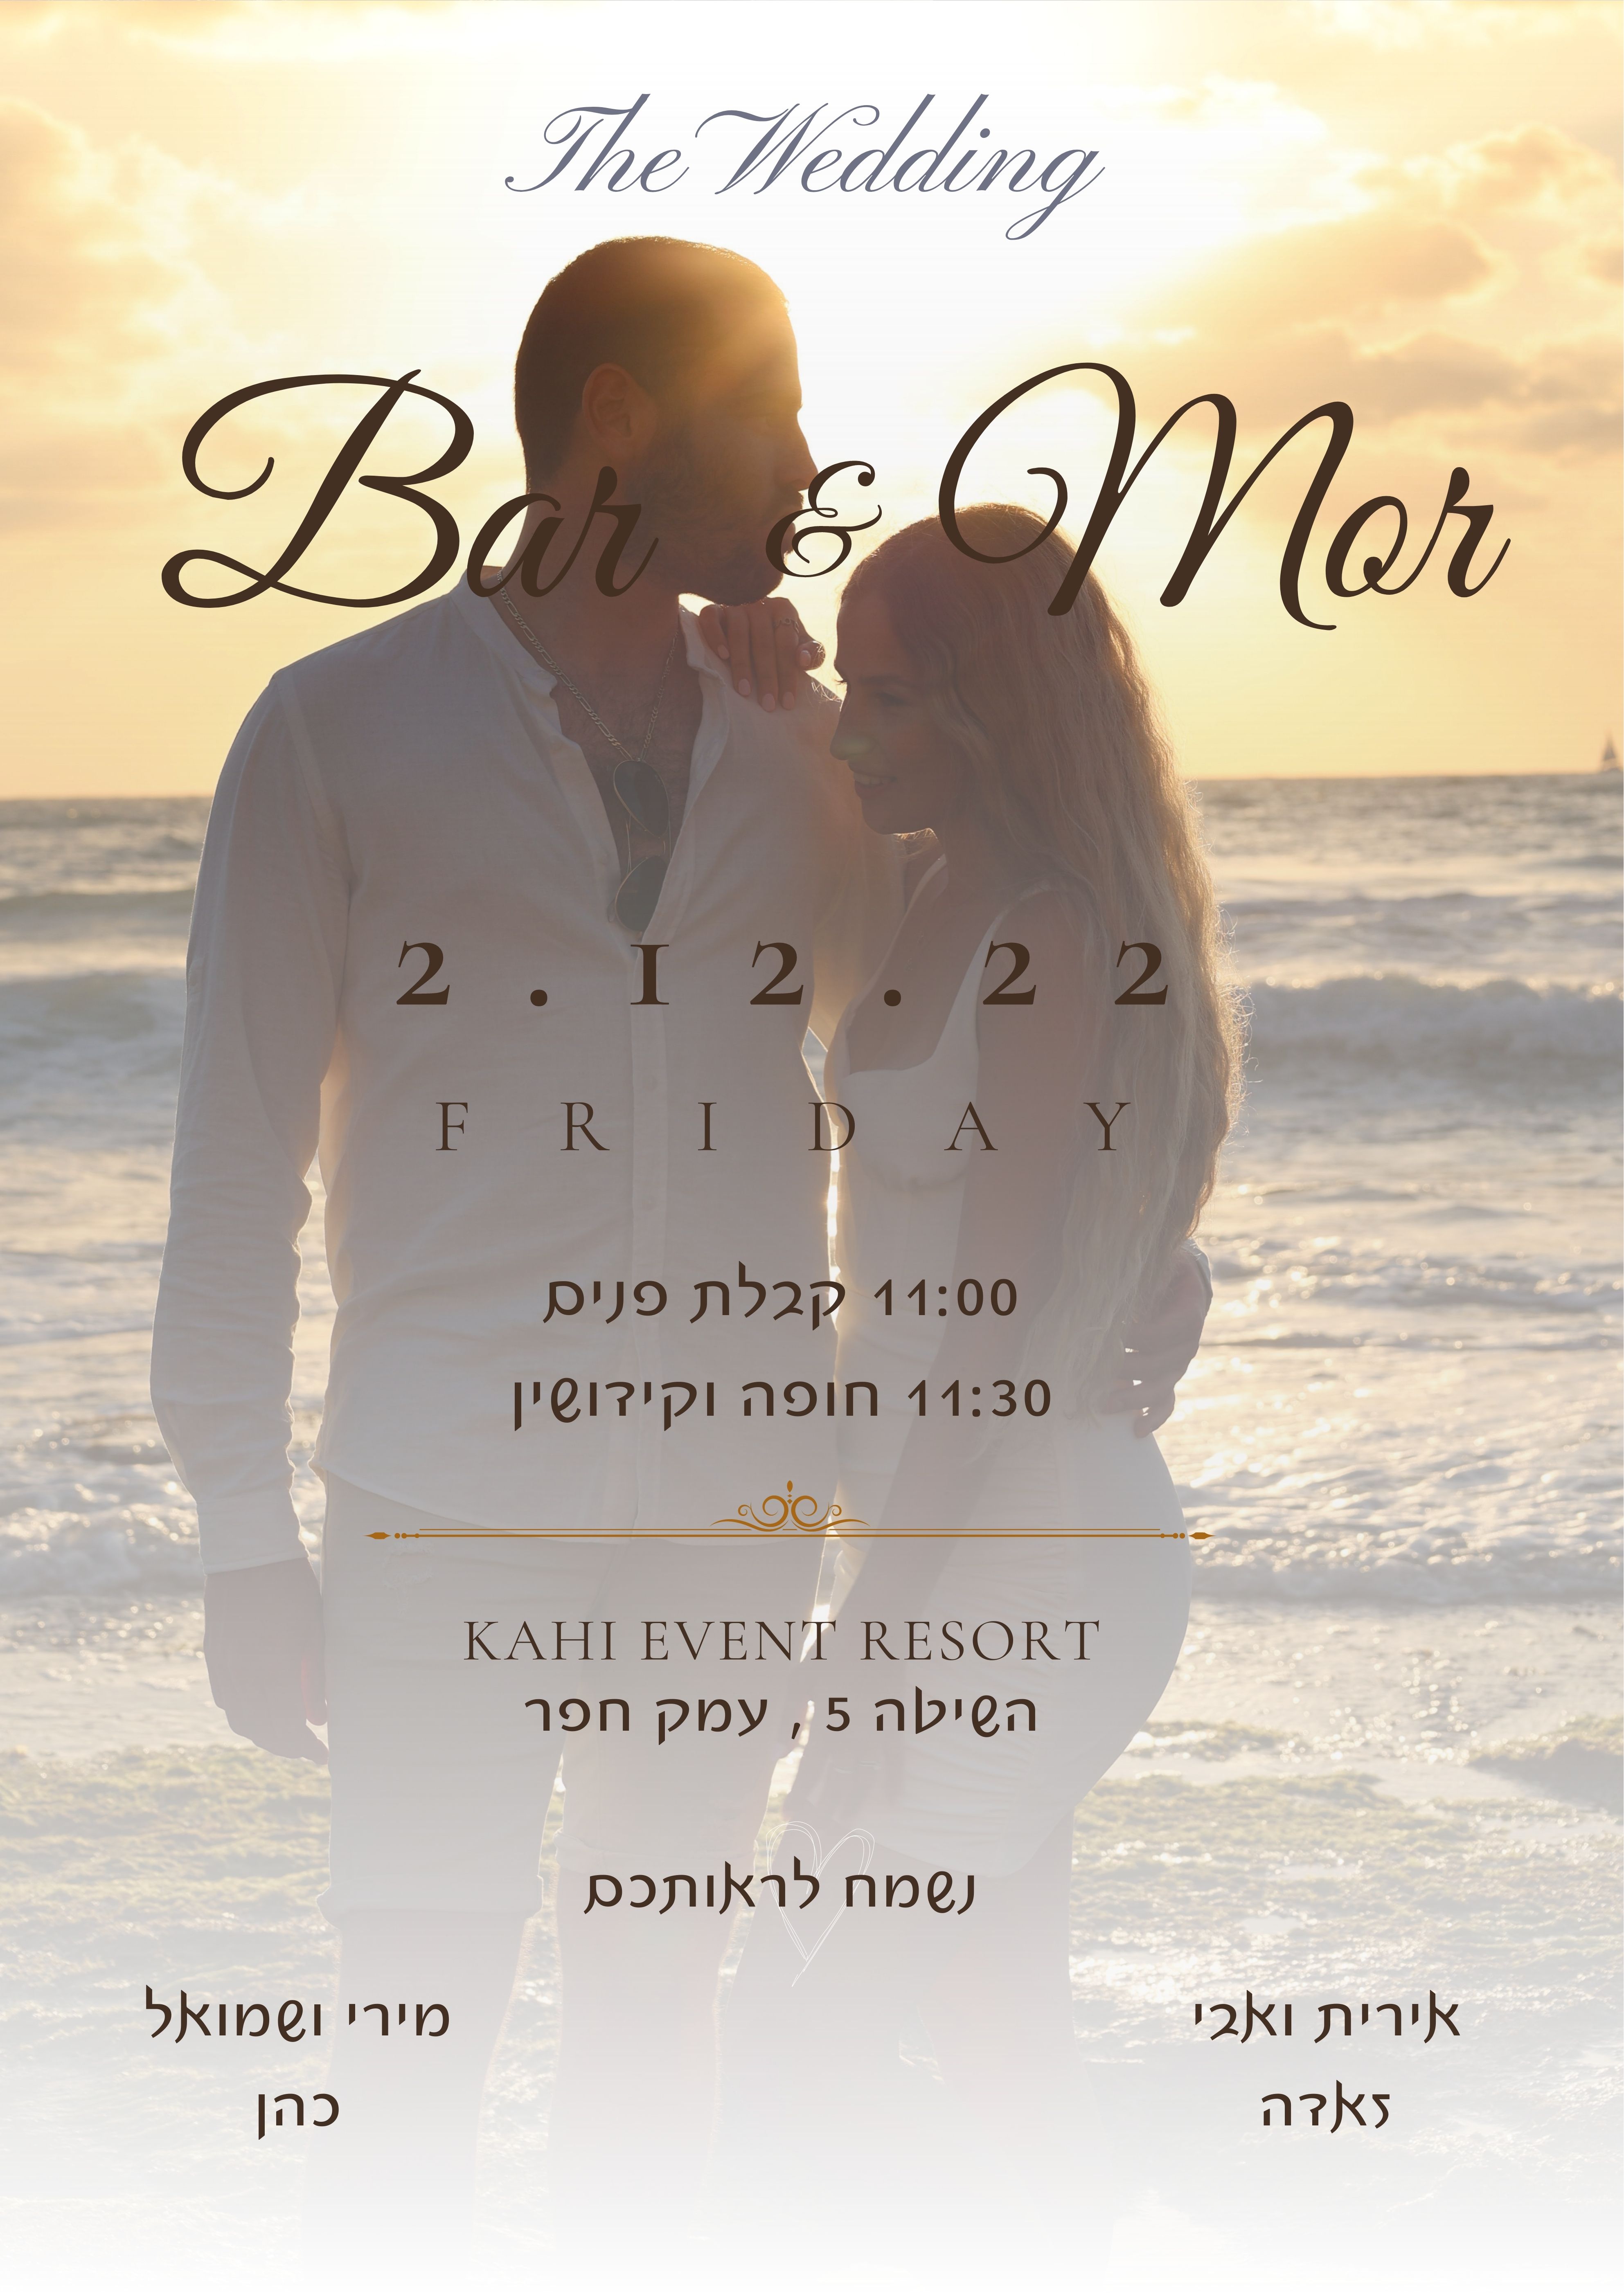 The Wedding
Bar & Mor
2.12.22
FRIDAY
11:00 קבלת פנים
11:30 חופה וקידושין
KAHI EVENT RESORT
השיטה 5 , עמק חפר
נשמח לראותכם
אירית ואבי
זאדה
מירי ושמואל
כהן